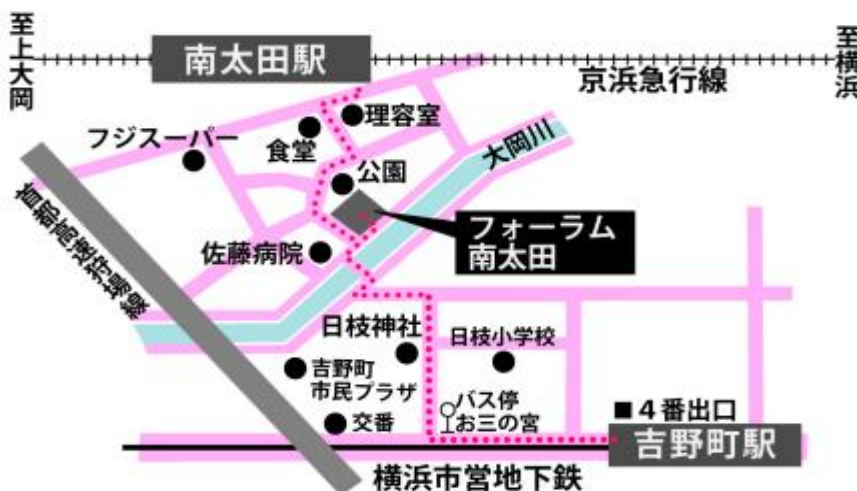 至上大岡
南太田駅
至横浜
京浜急行線
理容室
フジスーパー
食堂
大岡川
公園
フォーラム
南太田
首都高速狩場線
佐藤病院
日枝神社
日枝小学校
吉野町
市民プラザ
バス停
お三の宮
交番
■４番出口
吉野町駅
横浜市営地下鉄